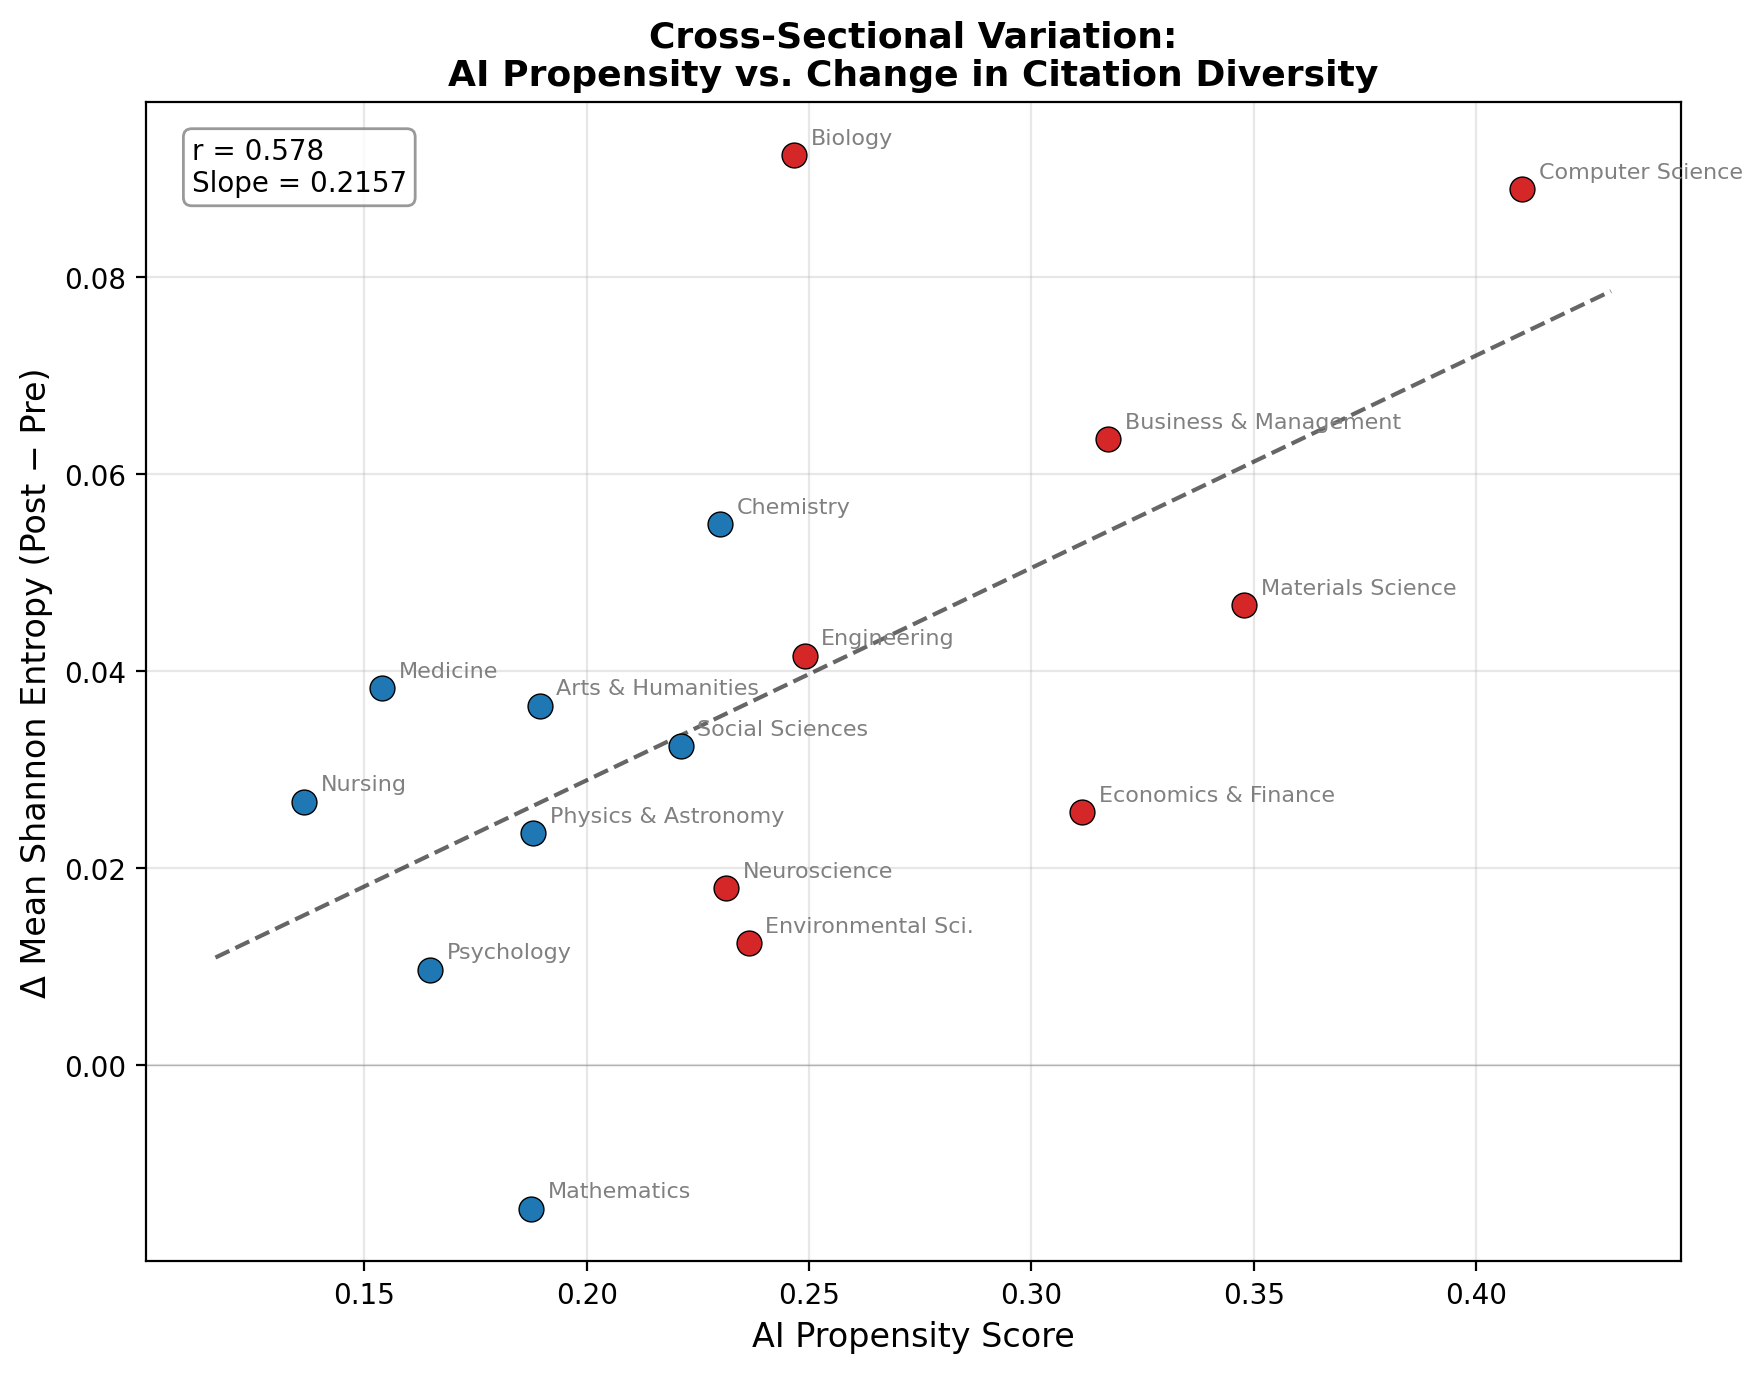 Cross-Sectional Variation:
AI Propensity vs. Change in Citation Diversity
r = 0.578
Slope = 0.2157
Biology
Computer Science
Business & Management
Chemistry
Materials Science
Engineering
Medicine
Arts & Humanities
Social Sciences
Nursing
Economics & Finance
Physics & Astronomy
Neuroscience
Environmental Sci.
Psychology
Mathematics
0.08
0.06
0.04
0.02
0.00
Δ Mean Shannon Entropy (Post − Pre)
0.15 0.20 0.25 0.30 0.35 0.40
AI Propensity Score